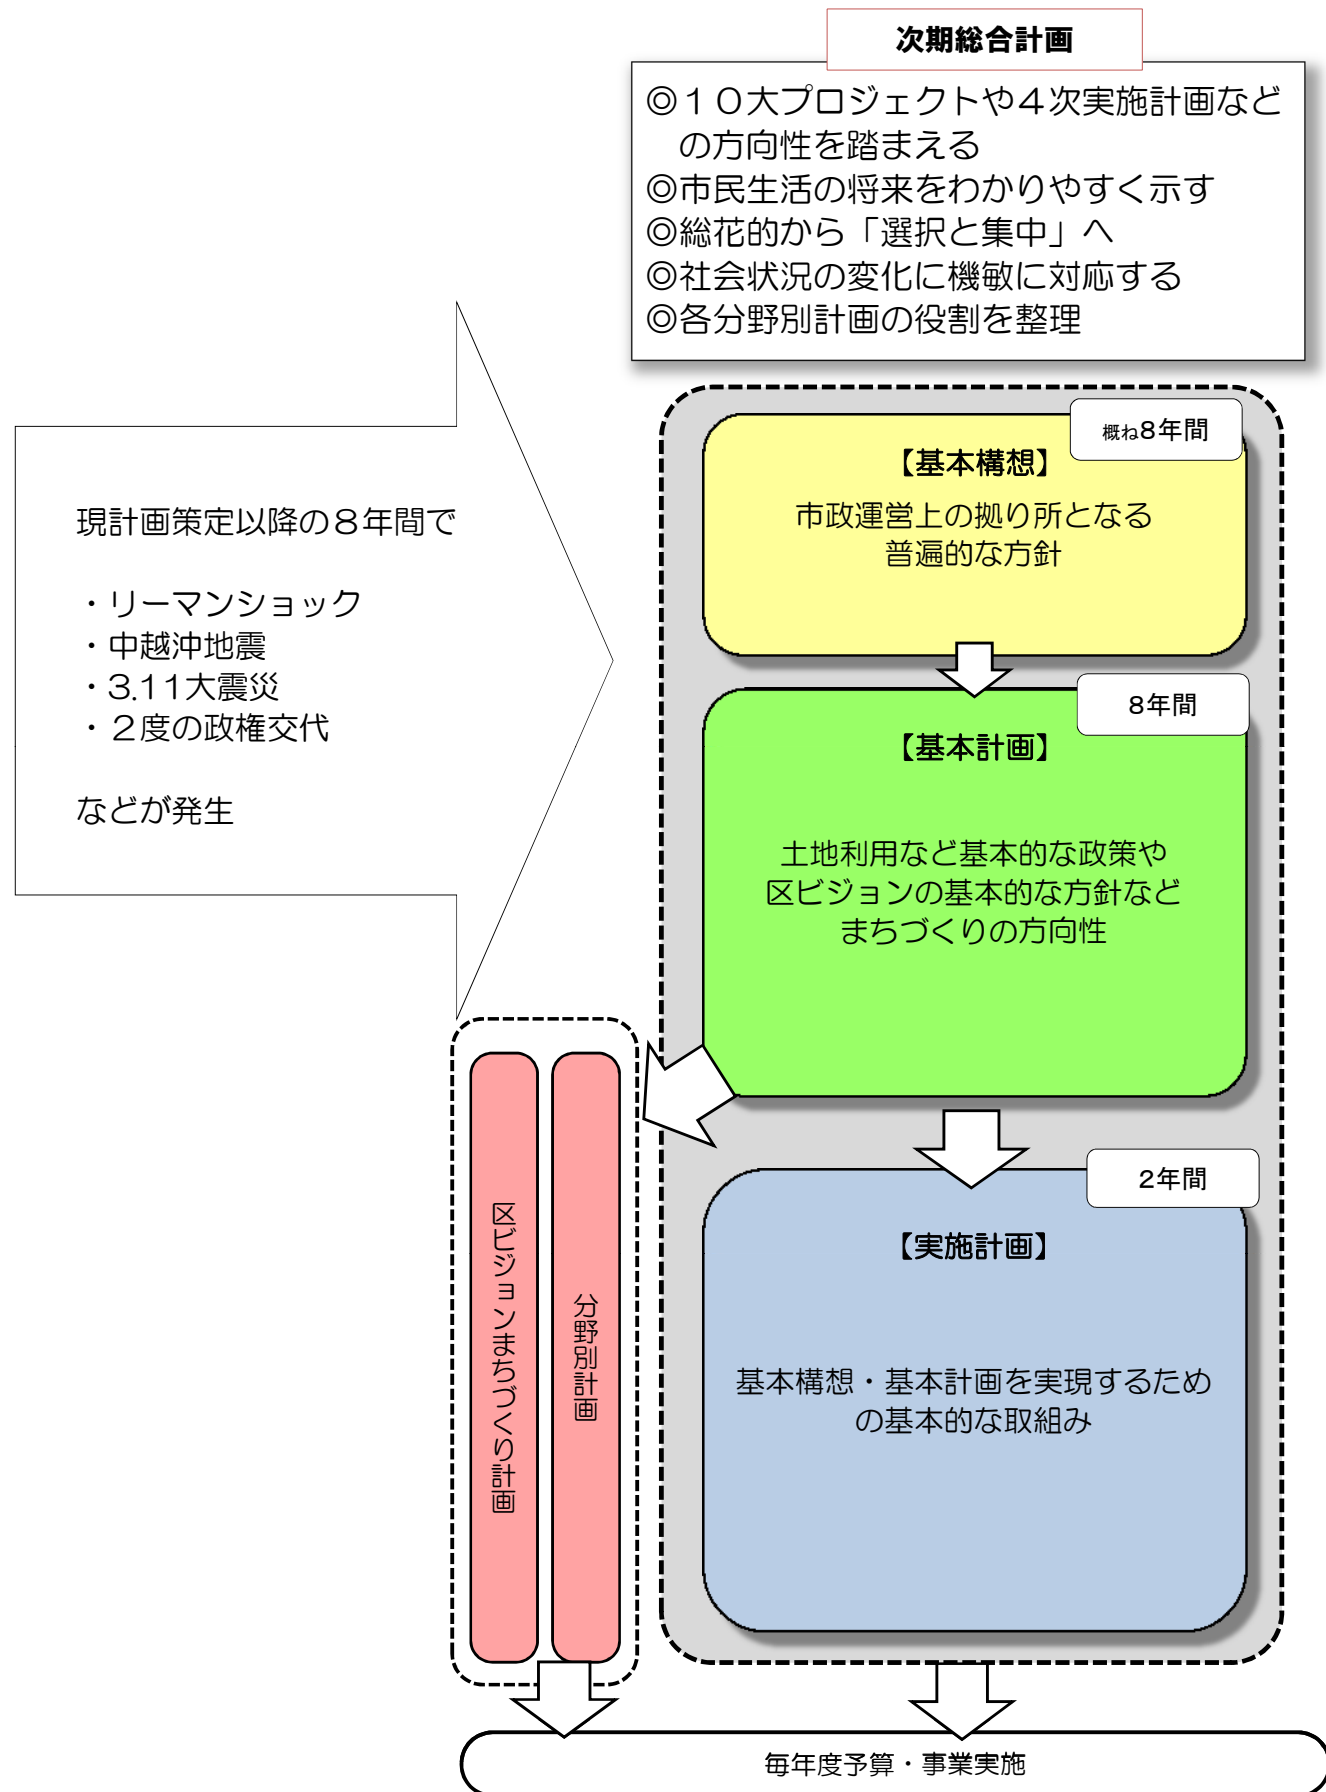 次期総合計画
◎１０大プロジェクトや４次実施計画など
の方向性を踏まえる
◎市民生活の将来をわかりやすく示す
◎総花的から「選択と集中」へ
◎社会状況の変化に機敏に対応する
◎各分野別計画の役割を整理
現計画策定以降の８年間で
・リーマンショック
・中越沖地震
・3.11大震災
・２度の政権交代
などが発生
概ね8年間
【基本構想】
市政運営上の拠り所となる
普遍的な方針
8年間
【基本計画】
土地利用など基本的な政策や
区ビジョンの基本的な方針など
まちづくりの方向性
2年間
【実施計画】
基本構想・基本計画を実現するため
の基本的な取組み
区ビジョンまちづくり計画
分野別計画
毎年度予算・事業実施